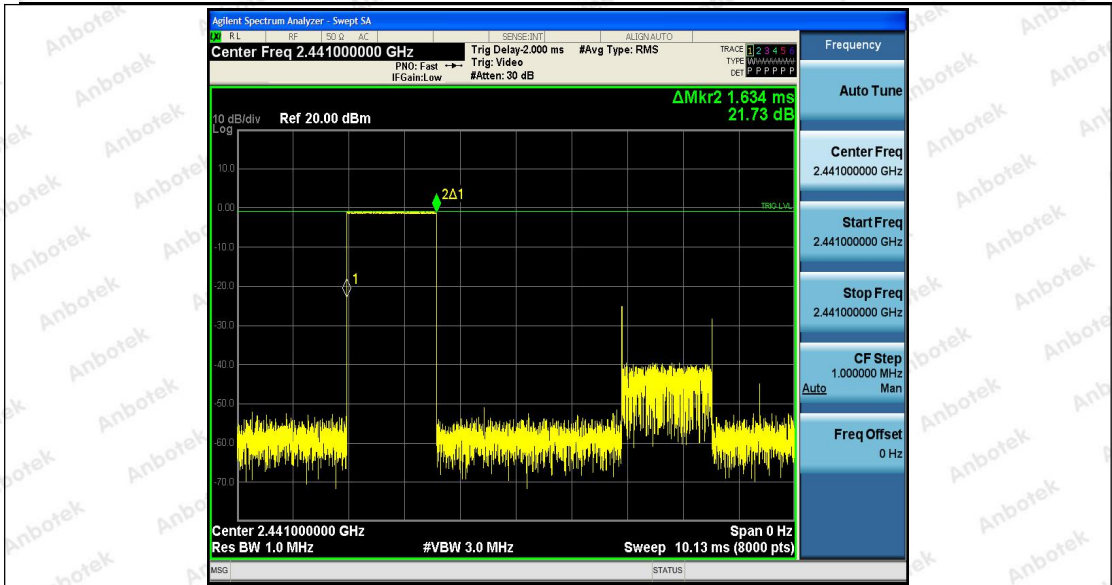 Agilent Spectrum Analyzer - Swept SA
RL RF 50 Ω AC SENSE:INT ALIGN AUTO
Center Freq 2.441000000 GHz
PNO: Fast
IFGain:Low
Trig Delay-2.000 ms
Trig: Video
#Atten: 30 dB
#Avg Type: RMS
TRACE 1 2 3 4 5 6
TYPE
DET P P P P P P
ΔMkr2 1.634 ms
21.73 dB
10 dB/div Ref 20.00 dBm
Log
10.0
0.00
-10.0
-20.0
-30.0
-40.0
-50.0
-60.0
-70.0
2Δ1
TRIG LVL
1
Center 2.441000000 GHz
Span 0 Hz
Res BW 1.0 MHz
#VBW 3.0 MHz
Sweep 10.13 ms (8000 pts)
MSG
STATUS
Frequency
Auto Tune
Center Freq
2.441000000 GHz
Start Freq
2.441000000 GHz
Stop Freq
2.441000000 GHz
CF Step
1.000000 MHz
Auto Man
Freq Offset
0 Hz
Anbotek